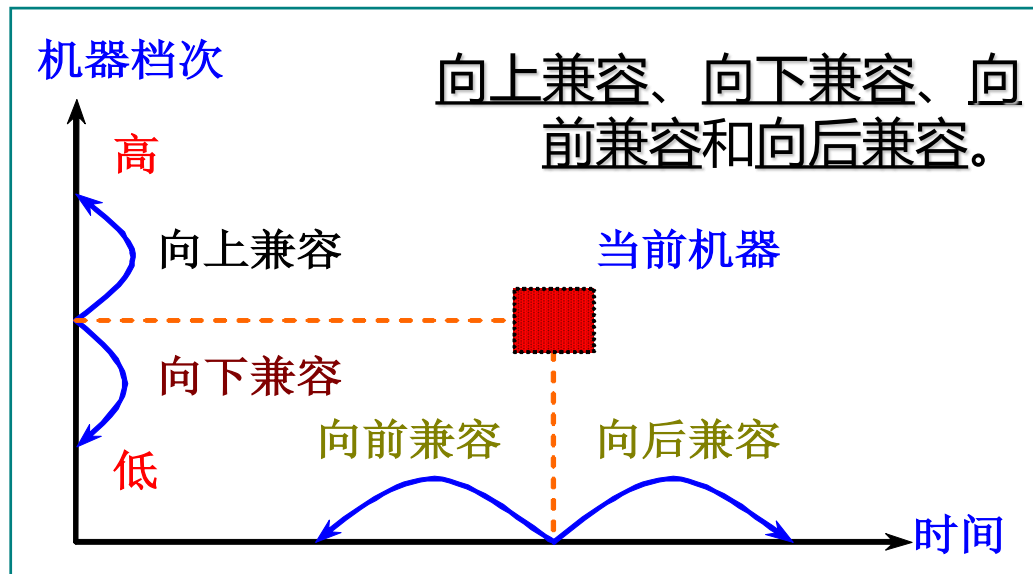 机器档次
向上兼容、向下兼容、向
前兼容和向后兼容。
高
向上兼容
当前机器
向下兼容
向前兼容
向后兼容
低
时间